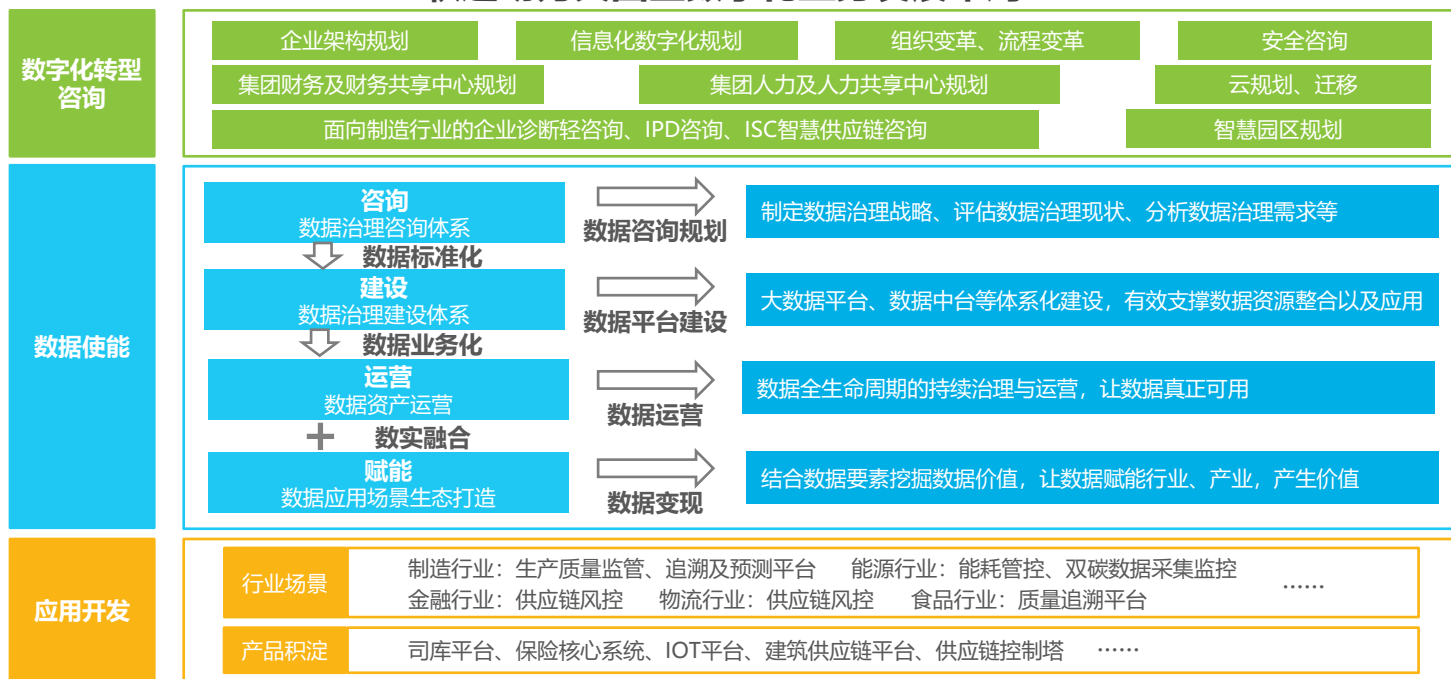 数字化转型
咨询
企业架构规划
信息化数字化规划
组织变革、流程变革
安全咨询
集团财务及财务共享中心规划
集团人力及人力共享中心规划
云规划、迁移
面向制造行业的企业诊断轻咨询、IPD咨询、ISC智慧供应链咨询
智慧园区规划
数据使能
咨询
数据治理咨询体系
数据咨询规划
制定数据治理战略、评估数据治理现状、分析数据治理需求等
数据标准化
建设
数据治理建设体系
数据平台建设
大数据平台、数据中台等体系化建设，有效支撑数据资源整合以及应用
数据业务化
运营
数据资产运营
数据运营
数据全生命周期的持续治理与运营，让数据真正可用
数实融合
赋能
数据应用场景生态打造
数据变现
结合数据要素挖掘数据价值，让数据赋能行业、产业，产生价值
应用开发
行业场景
制造行业：生产质量监管、追溯及预测平台 能源行业：能耗管控、双碳数据采集监控
金融行业：供应链风控 物流行业：供应链风控 食品行业：质量追溯平台
……
产品积淀
司库平台、保险核心系统、IOT平台、建筑供应链平台、供应链控制塔 ……